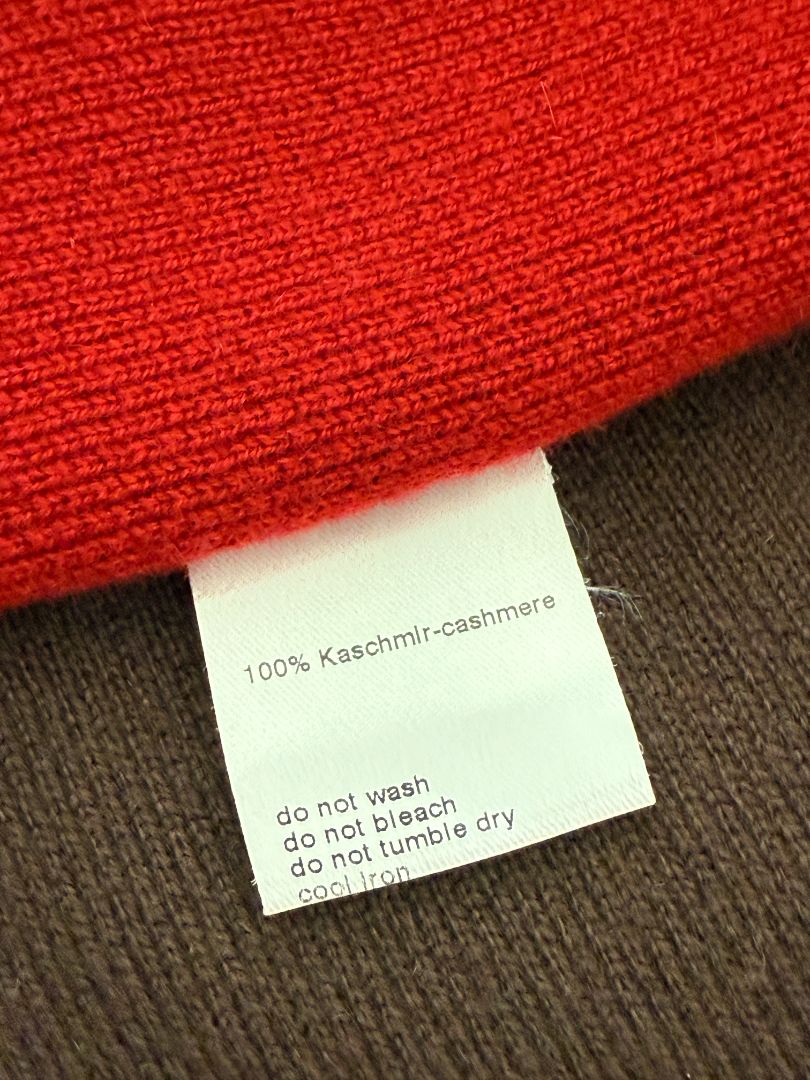 100% Kaschmir-cashmere
do not wash
do not bleach
do not tumble dry
cool iron